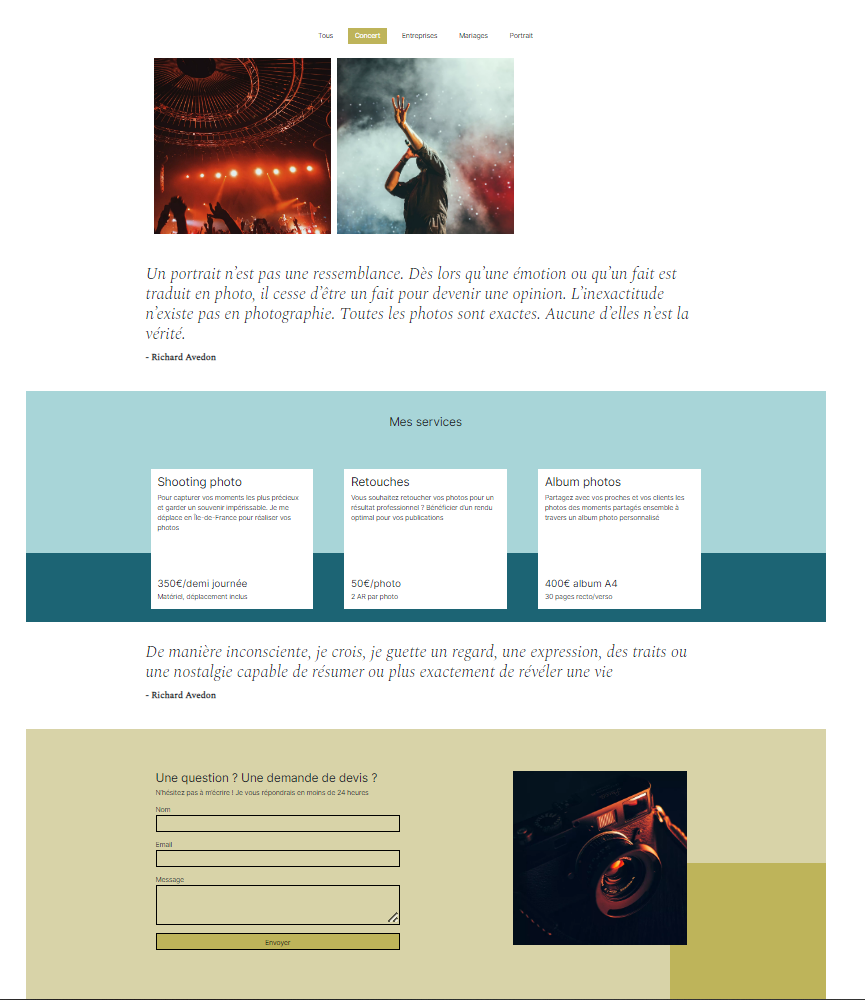 Tous Concert Entreprises Mariages Portrait
Un portrait n’est pas une ressemblance. Dès lors qu’une émotion ou qu’un fait est
traduit en photo, il cesse d’être un fait pour devenir une opinion. L’inexactitude
n’existe pas en photographie. Toutes les photos sont exactes. Aucune d’elles n’est la
vérité.
- Richard Avedon
Mes services
Shooting photo
Pour capturer vos moments les plus précieux
et garder un souvenir impérissable. Je me
déplace en Île-de-France pour réaliser vos
photos
350€/demi journée
Matériel, déplacement inclus
Retouches
Vous souhaitez retoucher vos photos pour un
résultat professionnel ? Bénéficier d'un rendu
optimal pour vos publications
50€/photo
2 AR par photo
Album photos
Partagez avec vos proches et vos clients les
photos des moments partagés ensemble à
travers un album photo personnalisé
400€ album A4
30 pages recto/verso
De manière inconsciente, je crois, je guette un regard, une expression, des traits ou
une nostalgie capable de résumer ou plus exactement de révéler une vie
- Richard Avedon
Une question ? Une demande de devis ?
N'hésitez pas à m'écrire ! Je vous répondrais en moins de 24 heures
Nom
Email
Message
Envoyer